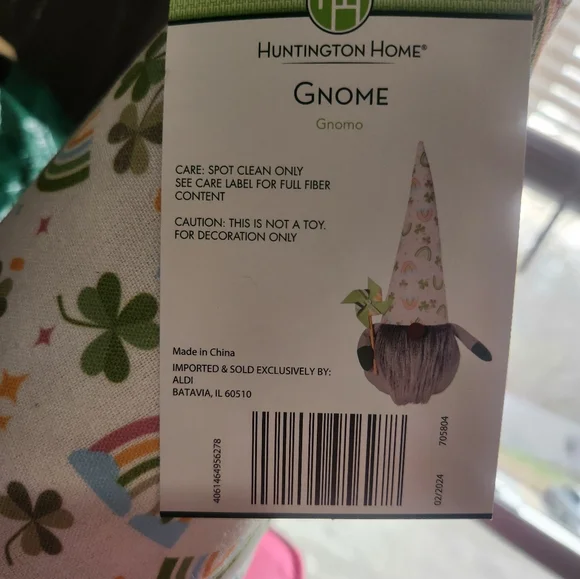 HUNTINGTON HOME®
GNOME
Gnomo
CARE: SPOT CLEAN ONLY
SEE CARE LABEL FOR FULL FIBER
CONTENT
CAUTION: THIS IS NOT A TOY.
FOR DECORATION ONLY
Made in China
IMPORTED & SOLD EXCLUSIVELY BY:
ALDI
BATAVIA, IL 60510
4061464956278
02/2024
705804